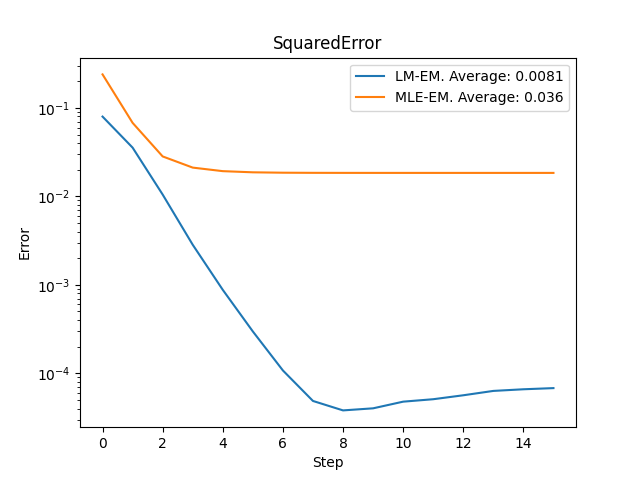 SquaredError
LM-EM. Average: 0.0081
MLE-EM. Average: 0.036
Error
10⁻¹
10⁻²
10⁻³
10⁻⁴
0 2 4 6 8 10 12 14
Step